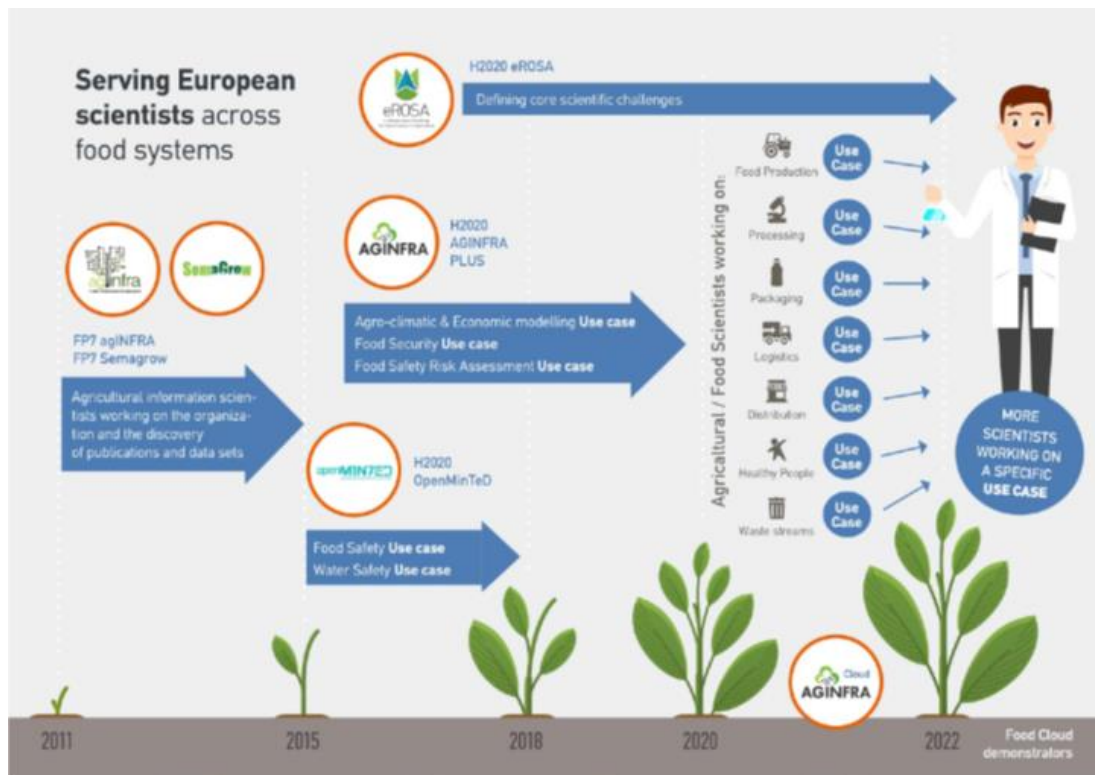 Serving European
scientists across
food systems
eROSA
H2020 eROSA
Defining core scientific challenges
aginfra
SemaGrow
FP7 agINFRA
FP7 Semagrow
Agricultural information scien-
tists working on the organiza-
tion and the discovery
of publications and data sets
AGINFRA
H2020
AGINFRA
PLUS
Agro-climatic & Economic modelling Use case
Food Security Use case
Food Safety Risk Assessment Use case
openMINTED
H2020
OpenMinTeD
Food Safety Use case
Water Safety Use case
Agricaltural / Food Scientists working on:
Food Production
Use
Case
Processing
Use
Case
Packaging
Use
Case
Logistics
Use
Case
Distribution
Use
Case
Healthy People
Use
Case
Waste streams
Use
Case
MORE
SCIENTISTS
WORKING ON
A SPECIFIC
USE CASE
Cloud
AGINFRA
2011
2015
2018
2020
2022
Food Cloud
demonstrators